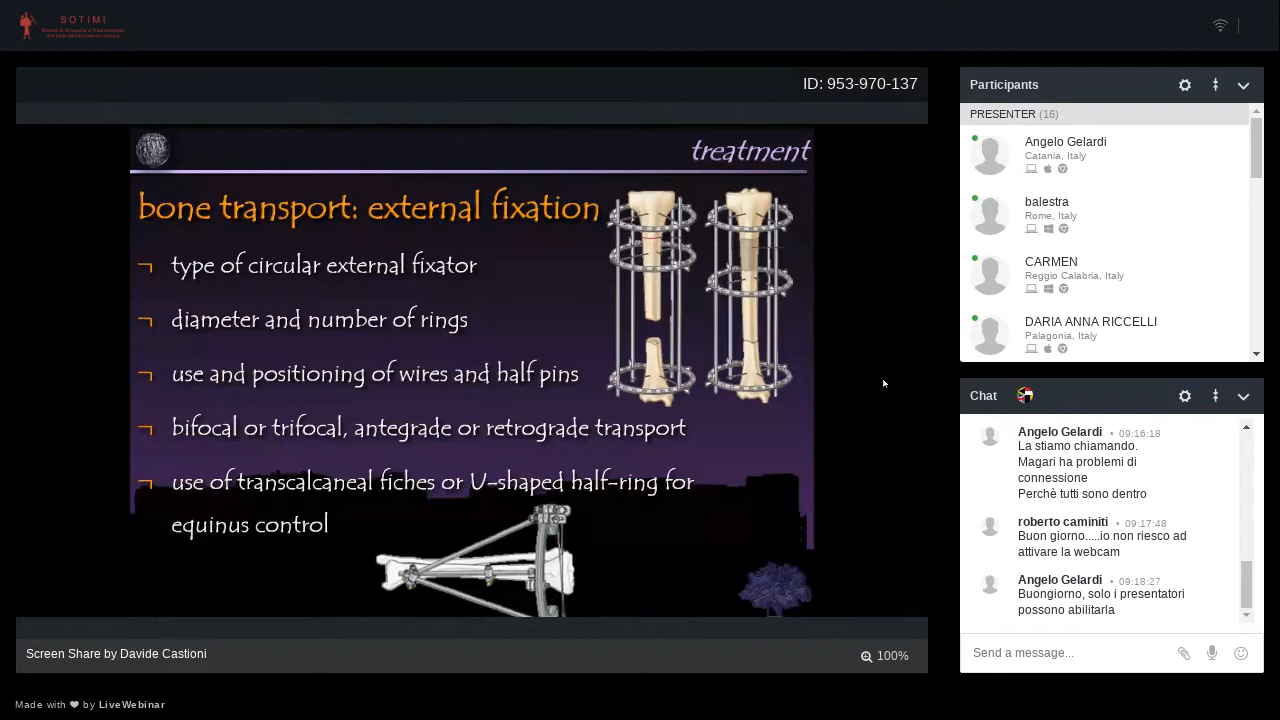 SOTIMI
ID: 953-970-137
treatment
bone transport: external fixation
¬ type of circular external fixator
¬ diameter and number of rings
¬ use and positioning of wires and half pins
¬ bifocal or trifocal, antegrade or retrograde transport
¬ use of transcalcaneal fiches or U-shaped half-ring for
equinus control
Screen Share by Davide Castioni
100%
Participants
PRESENTER (16)
Angelo Gelardi
Catania, Italy
balestra
Rome, Italy
CARMEN
Reggio Calabria, Italy
DARIA ANNA RICCELLI
Palagonia, Italy
Chat
Angelo Gelardi • 09:16:18
La stiamo chiamando.
Magari ha problemi di
connessione
Perchè tutti sono dentro
roberto caminiti • 09:17:48
Buon giorno.....io non riesco ad
attivare la webcam
Angelo Gelardi • 09:18:27
Buongiorno, solo i presentatori
possono abilitarla
Send a message...
Made with ❤ by LiveWebinar